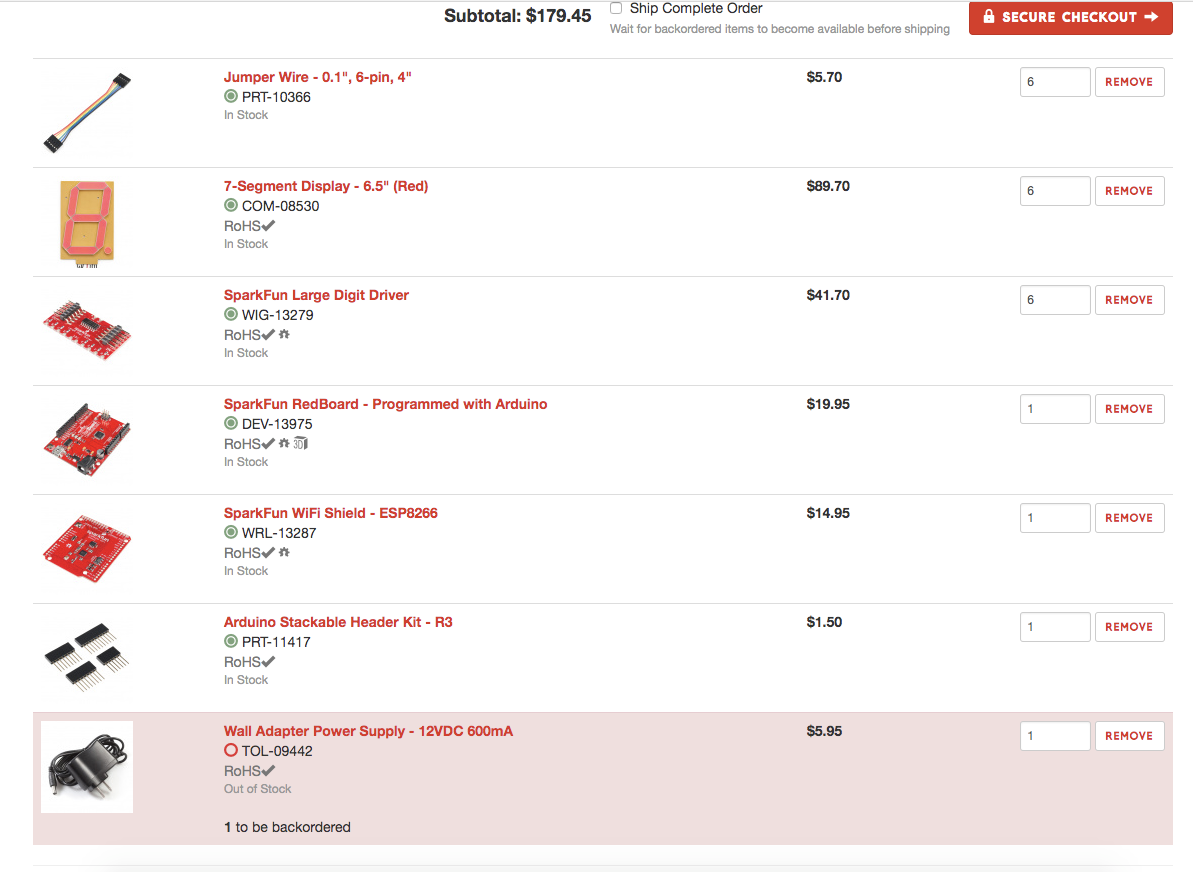 Subtotal: $179.45
Ship Complete Order
Wait for backordered items to become available before shipping
SECURE CHECKOUT
Jumper Wire - 0.1", 6-pin, 4"
$5.70
6
REMOVE
PRT-10366
In Stock
7-Segment Display - 6.5" (Red)
$89.70
6
REMOVE
COM-08530
RoHS
In Stock
SparkFun Large Digit Driver
$41.70
6
REMOVE
WIG-13279
RoHS
In Stock
SparkFun RedBoard - Programmed with Arduino
$19.95
1
REMOVE
DEV-13975
RoHS 3D
In Stock
SparkFun WiFi Shield - ESP8266
$14.95
1
REMOVE
WRL-13287
RoHS
In Stock
Arduino Stackable Header Kit - R3
$1.50
1
REMOVE
PRT-11417
RoHS
In Stock
Wall Adapter Power Supply - 12VDC 600mA
$5.95
1
REMOVE
TOL-09442
RoHS
Out of Stock
1 to be backordered